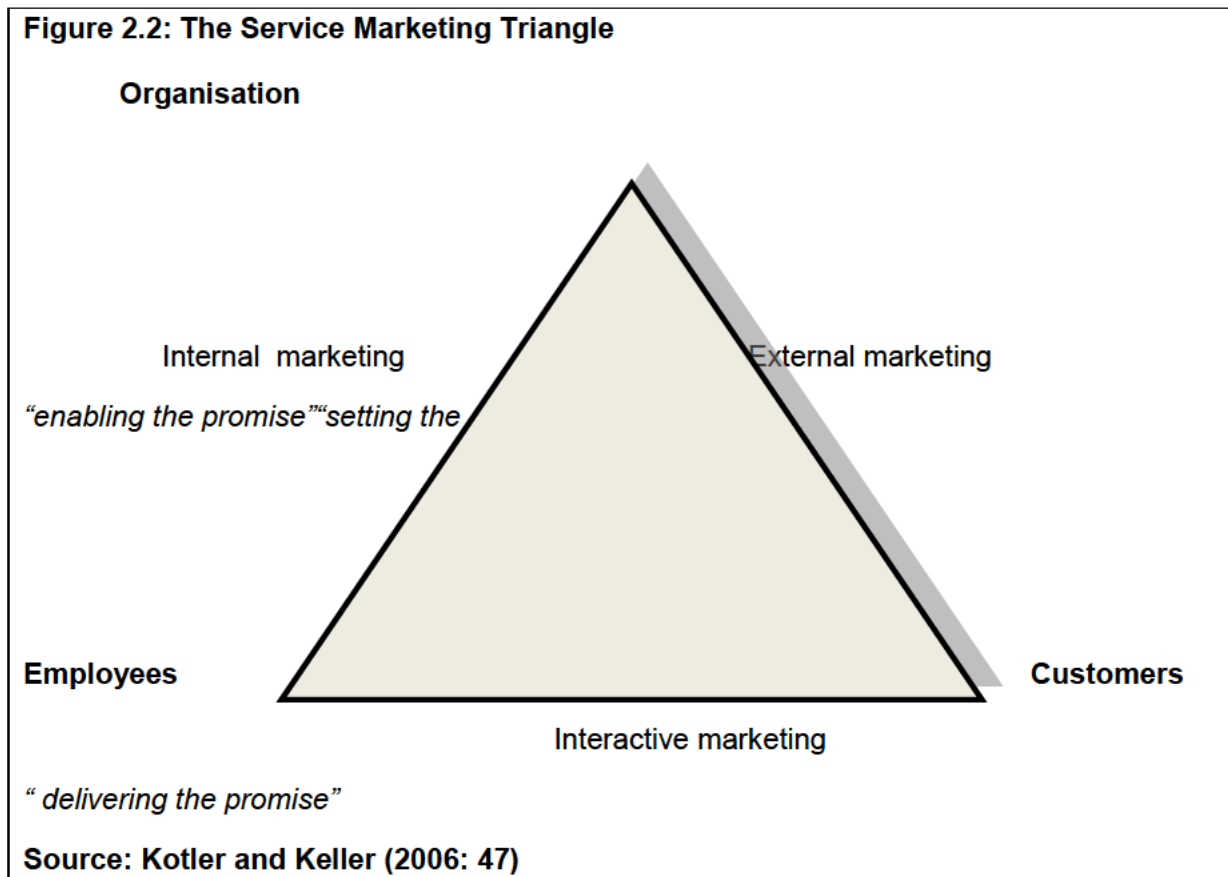 Figure 2.2: The Service Marketing Triangle
Organisation
Internal marketing External marketing
“enabling the promise”“setting the
Employees Customers
Interactive marketing
“ delivering the promise”
Source: Kotler and Keller (2006: 47)